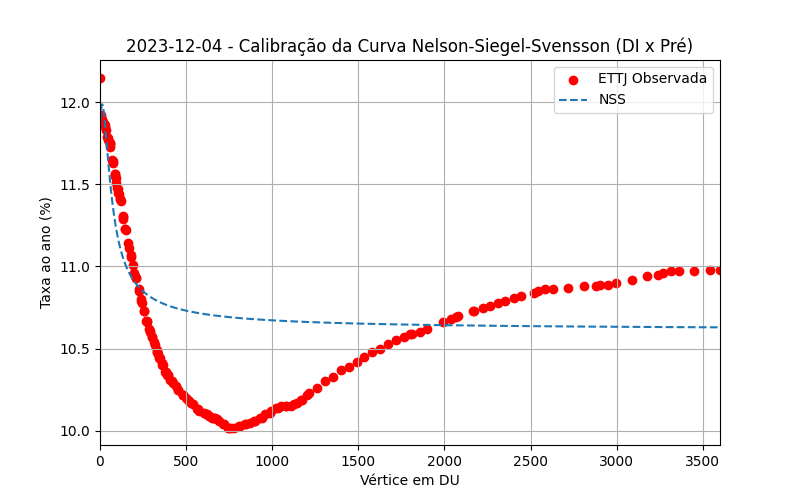 2023-12-04 - Calibração da Curva Nelson-Siegel-Svensson (DI x Pré)
ETTJ Observada
NSS
Taxa ao ano (%)
12.0
11.5
11.0
10.5
10.0
0 500 1000 1500 2000 2500 3000 3500
Vértice em DU